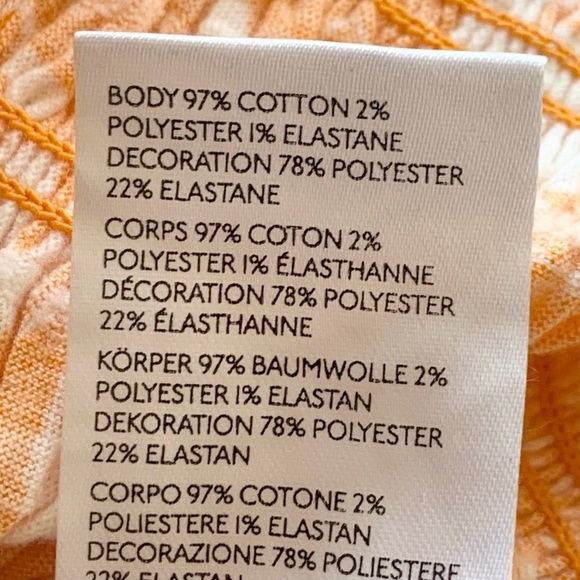 BODY 97% COTTON 2%
POLYESTER 1% ELASTANE
DECORATION 78% POLYESTER
22% ELASTANE
CORPS 97% COTON 2%
POLYESTER 1% ÉLASTHANNE
DÉCORATION 78% POLYESTER
22% ÉLASTHANNE
KÖRPER 97% BAUMWOLLE 2%
POLYESTER 1% ELASTAN
DEKORATION 78% POLYESTER
22% ELASTAN
CORPO 97% COTONE 2%
POLIESTERE 1% ELASTAN
DECORAZIONE 78% POLIESTERE
22% ELASTAN